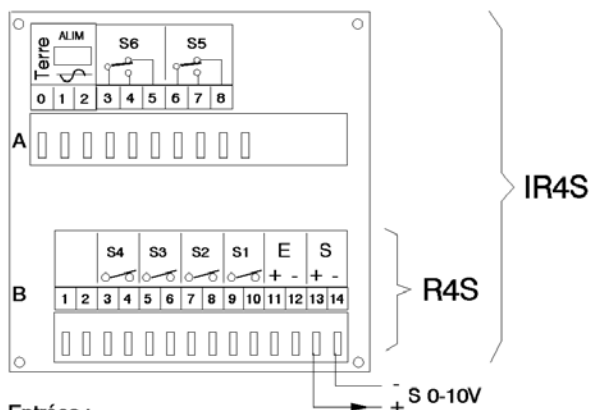 Terre
ALIM
S6
S5
0 1 2 3 4 5 6 7 8
A
IR4S
S4 S3 S2 S1 E S
+ - + -
B
1 2 3 4 5 6 7 8 9 10 11 12 13 14
R4S
-
S 0-10V
+